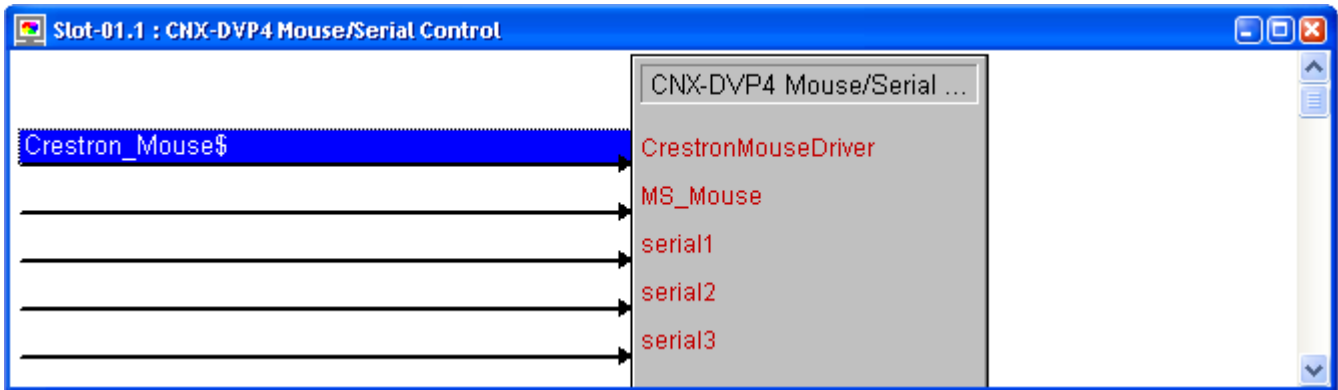 Slot-01.1 : CNX-DVP4 Mouse/Serial Control
CNX-DVP4 Mouse/Serial ...
Crestron_Mouse$
CrestronMouseDriver
MS_Mouse
serial1
serial2
serial3